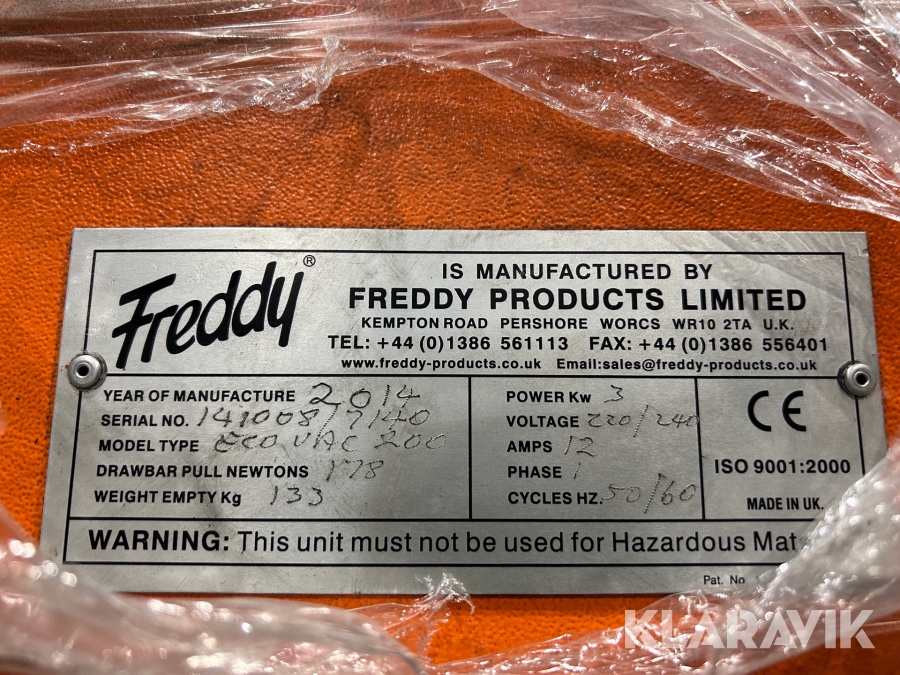 Freddy®
IS MANUFACTURED BY
FREDDY PRODUCTS LIMITED
KEMPTON ROAD PERSHORE WORCS WR10 2TA U.K.
TEL: +44 (0)1386 561113 FAX: +44 (0)1386 556401
www.freddy-products.co.uk Email:sales@freddy-products.co.uk
YEAR OF MANUFACTURE 2014
SERIAL NO. 141008/7140
MODEL TYPE ECOVAC 200
DRAWBAR PULL NEWTONS 178
WEIGHT EMPTY Kg 133
POWER Kw 3
VOLTAGE 220/240
AMPS 12
PHASE 1
CYCLES HZ. 50/60
CE
ISO 9001:2000
MADE IN UK.
WARNING: This unit must not be used for Hazardous Mat
Pat. No
KLARAVIK